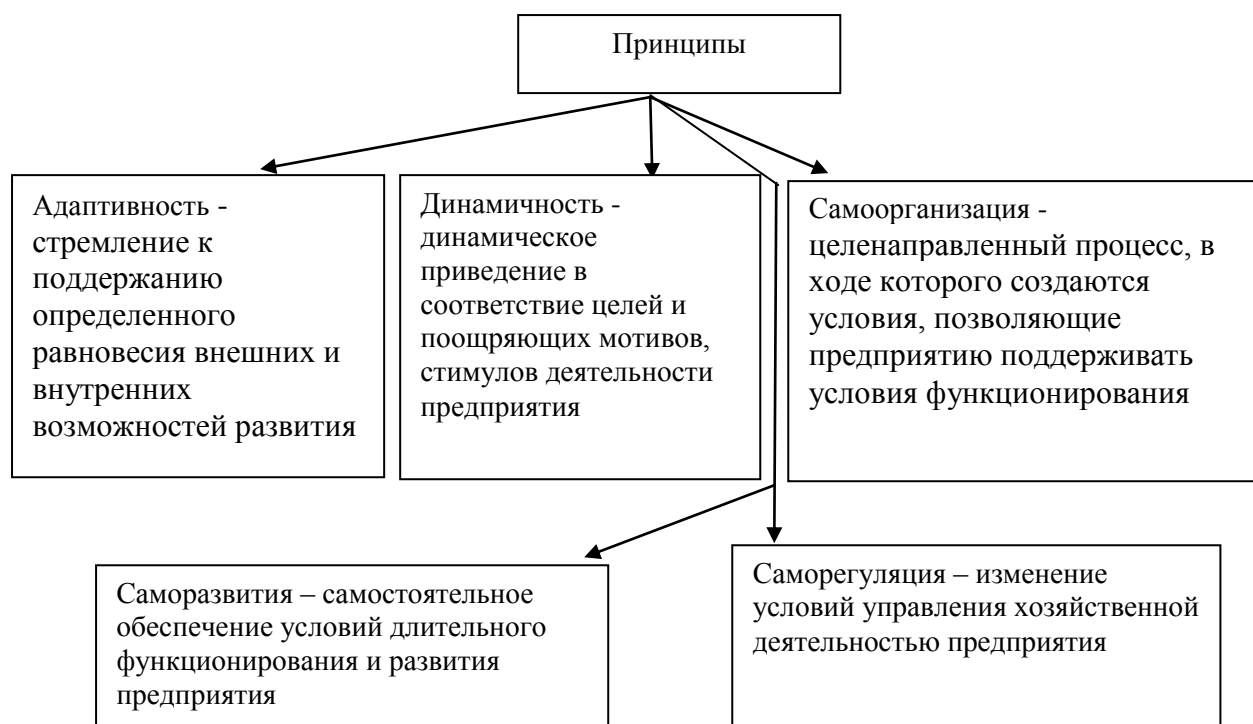 Принципы
Адаптивность -
стремление к
поддержанию
определенного
равновесия внешних и
внутренних
возможностей развития
Динамичность -
динамическое
приведение в
соответствие целей и
поощряющих мотивов,
стимулов деятельности
предприятия
Самоорганизация -
целенаправленный процесс, в
ходе которого создаются
условия, позволяющие
предприятию поддерживать
условия функционирования
Саморазвития – самостоятельное
обеспечение условий длительного
функционирования и развития
предприятия
Саморегуляция – изменение
условий управления хозяйственной
деятельностью предприятия